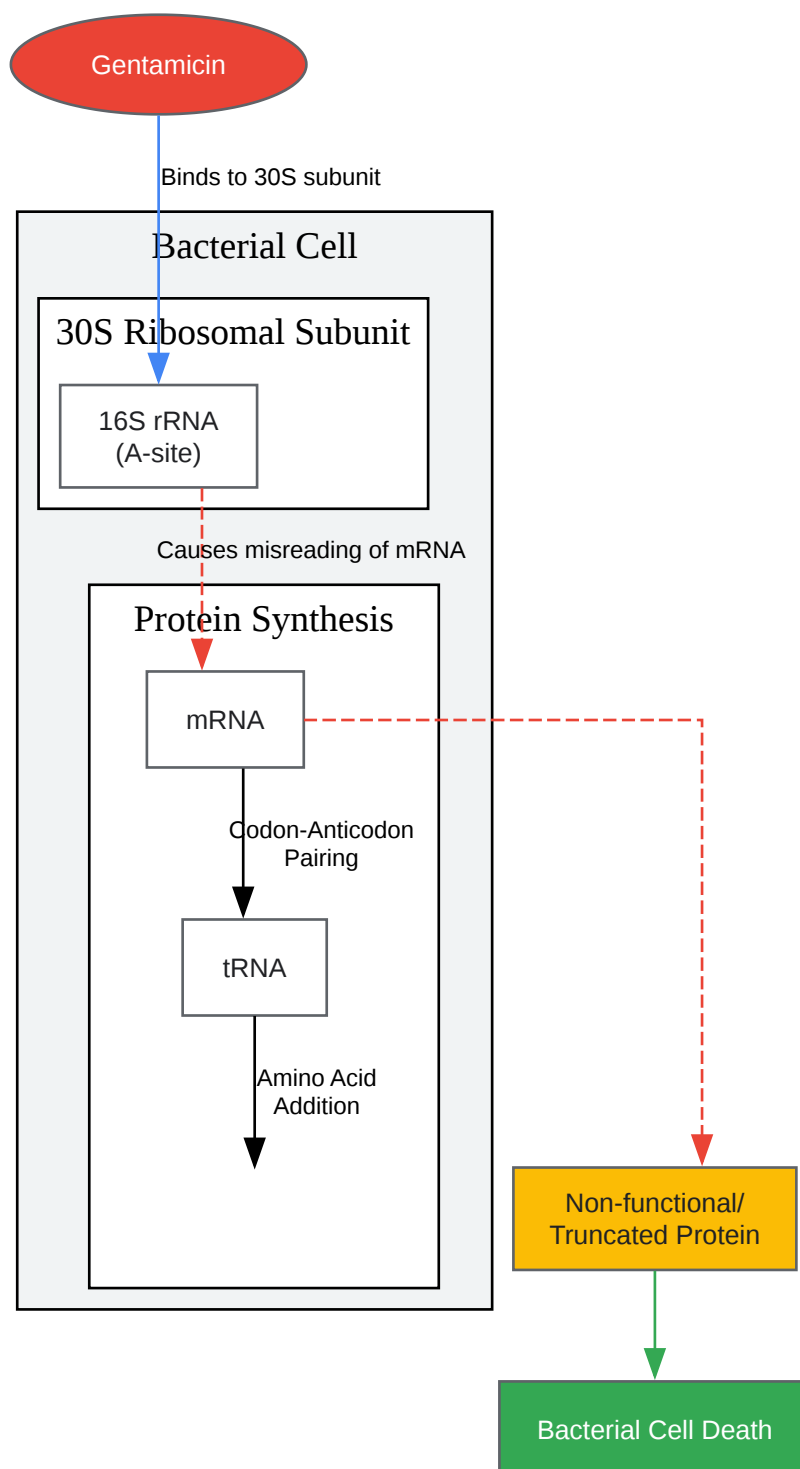 Gentamicin
Binds to 30S subunit
Bacterial Cell
30S Ribosomal Subunit
16S rRNA
(A-site)
Causes misreading of mRNA
Protein Synthesis
mRNA
Codon-Anticodon
Pairing
tRNA
Amino Acid
Addition
Non-functional/
Truncated Protein
Bacterial Cell Death